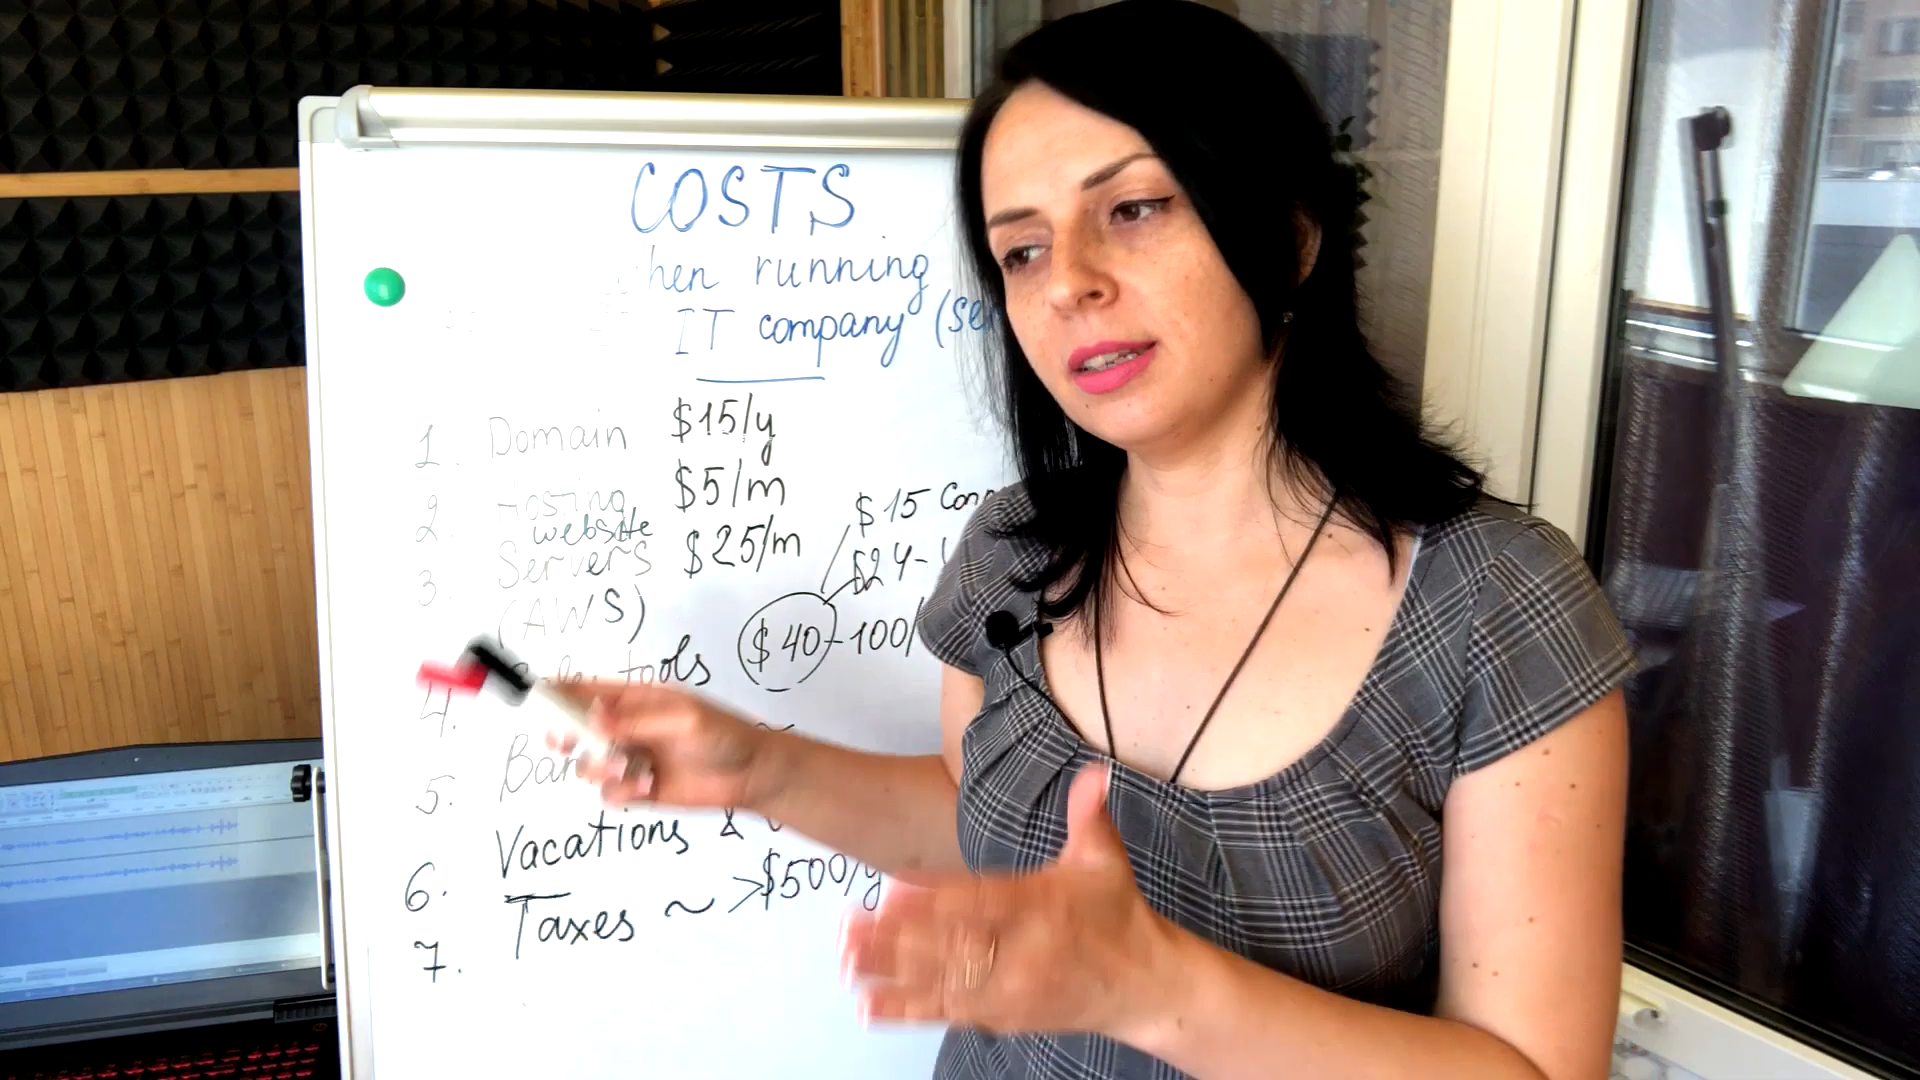 COSTS
when running
IT company (se
1. Domain $15/y
2. Hosting $5/m
website
3. Servers $25/m
(AWS)
$15 Con
$24-
4. tools $40-100/
5. Ban ~
6. Vacations &
7. Taxes ~ >$500/y